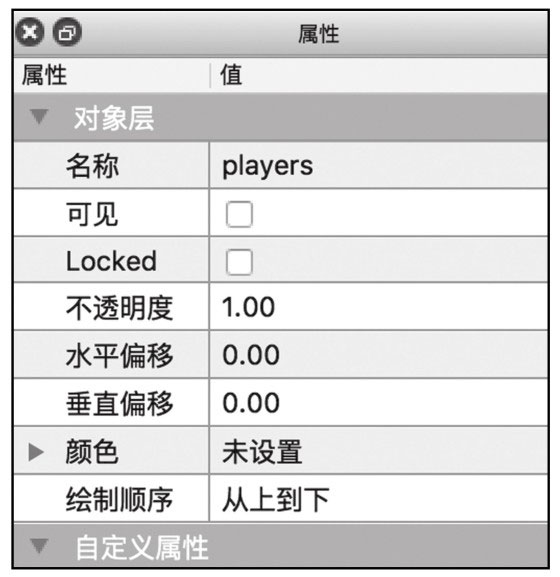 属性
属性 值
对象层
名称 players
可见
Locked
不透明度 1.00
水平偏移 0.00
垂直偏移 0.00
颜色 未设置
绘制顺序 从上到下
自定义属性